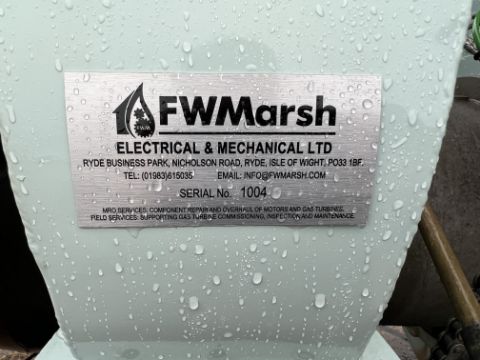 FWM
FWMarsh
ELECTRICAL & MECHANICAL LTD
RYDE BUSINESS PARK, NICHOLSON ROAD, RYDE, ISLE OF WIGHT, PO33 1BF.
TEL: (01983)615035 EMAIL: INFO@FWMARSH.COM
SERIAL No. 1004
MRO SERVICES; COMPONENT REPAIR AND OVERHAUL OF MOTORS AND GAS TURBINES.
FIELD SERVICES; SUPPORTING GAS TURBINE COMMISSIONING, INSPECTION AND MAINTENANCE.